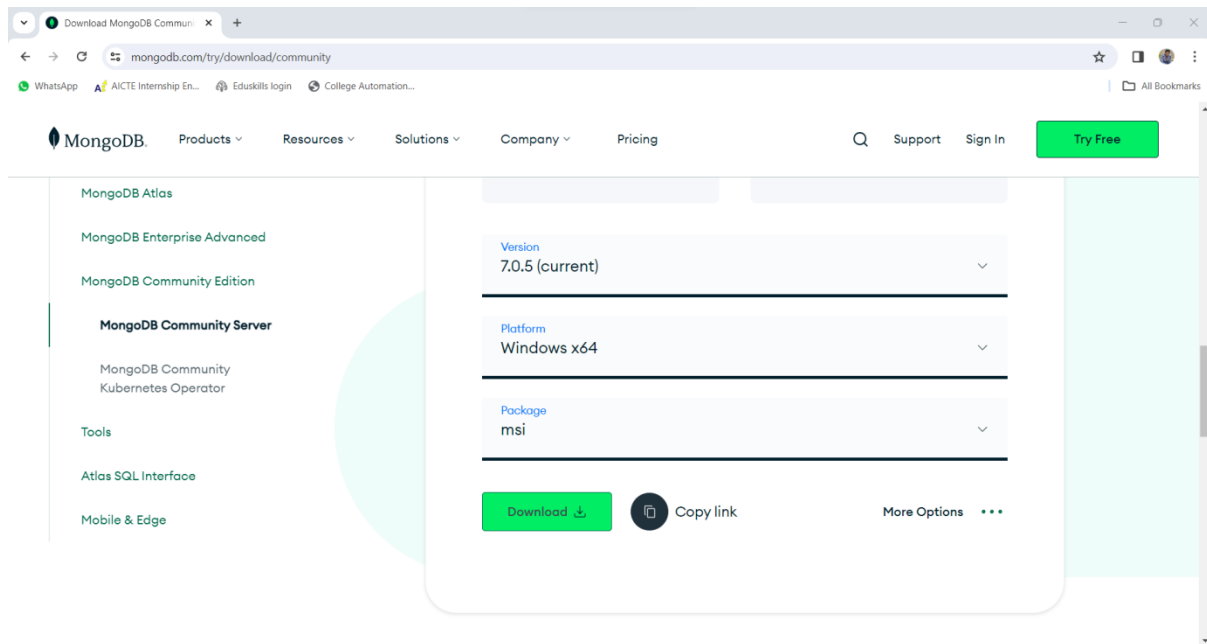 Download MongoDB Communi
mongodb.com/try/download/community
WhatsApp AICTE Internship En... Eduskills login College Automation... All Bookmarks
MongoDB. Products Resources Solutions Company Pricing Support Sign In Try Free
MongoDB Atlas
MongoDB Enterprise Advanced
MongoDB Community Edition
MongoDB Community Server
MongoDB Community
Kubernetes Operator
Tools
Atlas SQL Interface
Mobile & Edge
Version
7.0.5 (current)
Platform
Windows x64
Package
msi
Download Copy link More Options